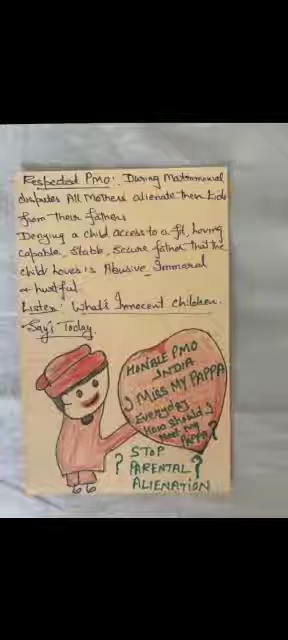 Respected PMO:. During Matrimonial
disputes All Mothers alienate their kids
from their fathers
Denying a child access to a fit, Loving
capable, Stable, Secure father that the
child Loves is Abusive, Immoral
& hurtful.
Listen: What's Innocent Children.
Say's Today
HON'BLE PMO
INDIA
I MISS MY PAPPA
Everyday
How should I
Meet my
PAPPA?
? STOP
PARENTAL ?
ALIENATION